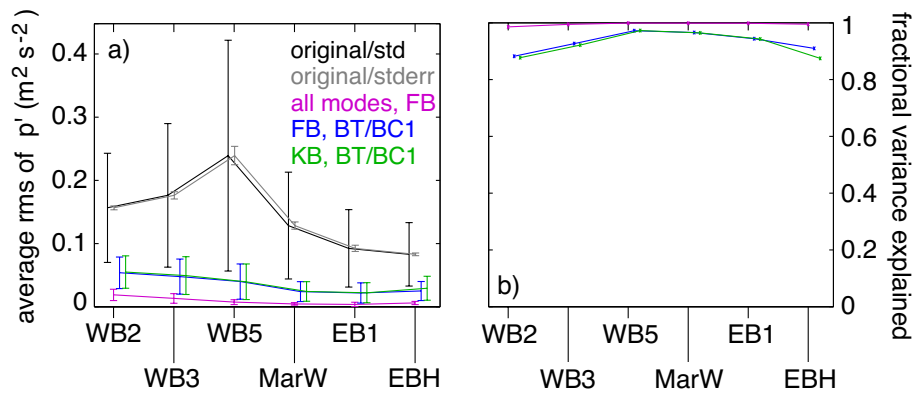 average rms of p' (m² s⁻²)
0.4
0.3
0.2
0.1
0
a)
original/std
original/stderr
all modes, FB
FB, BT/BC1
KB, BT/BC1
WB2
WB5
EB1
WB3
MarW
EBH
b)
1
0.8
0.6
0.4
0.2
0
fractional variance explained
WB2
WB5
EB1
WB3
MarW
EBH